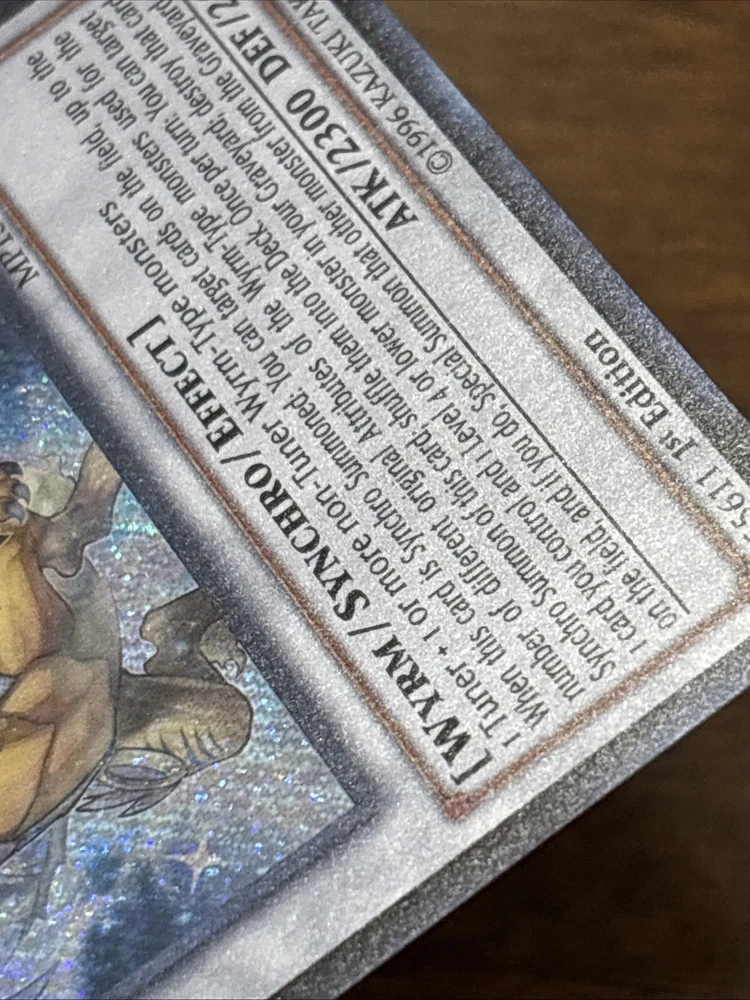 MP1
[WYRM/SYNCHRO/EFFECT]
1 Tuner + 1 or more non-Tuner Wyrm-Type monsters
When this card is Synchro Summoned: You can target cards on the field, up to the
number of different original Attributes of the Wyrm-Type monsters used for the
Synchro Summon of this card; shuffle them into the Deck. Once per turn: You can target
1 card you control and 1 Level 4 or lower monster in your Graveyard; destroy that card
on the field, and if you do, Special Summon that other monster from the Graveyard
ATK/2300 DEF/2
5611 1st Edition ©1996 KAZUKI TAK